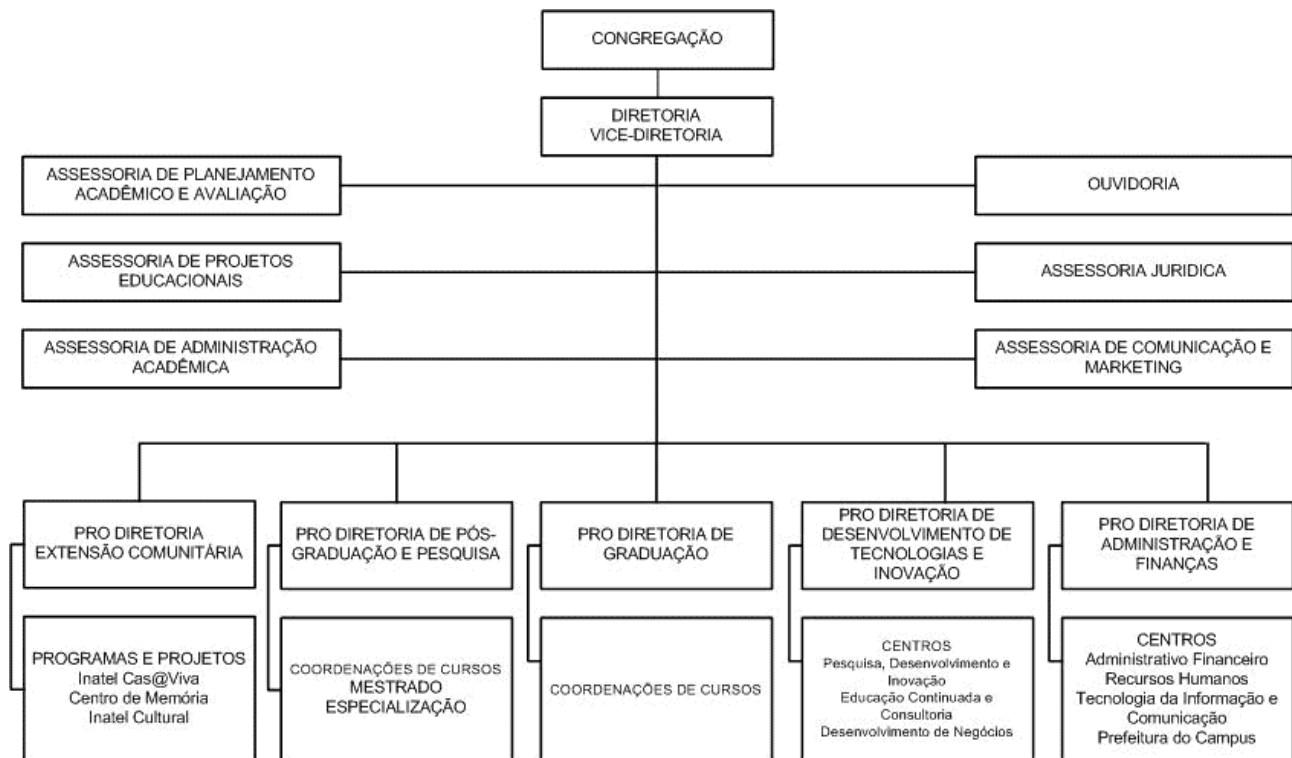 CONGREGAÇÃO
DIRETORIA
VICE-DIRETORIA
ASSESSORIA DE PLANEJAMENTO
ACADÊMICO E AVALIAÇÃO
OUVIDORIA
ASSESSORIA DE PROJETOS
EDUCACIONAIS
ASSESSORIA JURIDICA
ASSESSORIA DE ADMINISTRAÇÃO
ACADÊMICA
ASSESSORIA DE COMUNICAÇÃO E
MARKETING
PRO DIRETORIA
EXTENSÃO COMUNITÁRIA
PRO DIRETORIA DE PÓS-
GRADUAÇÃO E PESQUISA
PRO DIRETORIA DE
GRADUAÇÃO
PRO DIRETORIA DE
DESENVOLVIMENTO DE
TECNOLOGIAS E
INOVAÇÃO
PRO DIRETORIA DE
ADMINISTRAÇÃO E
FINANÇAS
PROGRAMAS E PROJETOS
Inatel Cas@Viva
Centro de Memória
Inatel Cultural
COORDENAÇÕES DE CURSOS
MESTRADO
ESPECIALIZAÇÃO
COORDENAÇÕES DE CURSOS
CENTROS
Pesquisa, Desenvolvimento e
Inovação
Educação Continuada e
Consultoria
Desenvolvimento de Negócios
CENTROS
Administrativo Financeiro
Recursos Humanos
Tecnologia da Informação e
Comunicação
Prefeitura do Campus